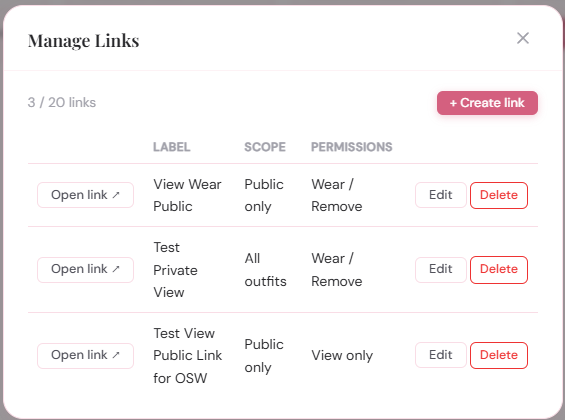 Manage Links
3 / 20 links
+ Create link
LABEL SCOPE PERMISSIONS
Open link ↗ View Wear Public Public only Wear / Remove Edit Delete
Open link ↗ Test Private View All outfits Wear / Remove Edit Delete
Open link ↗ Test View Public Link for OSW Public only View only Edit Delete